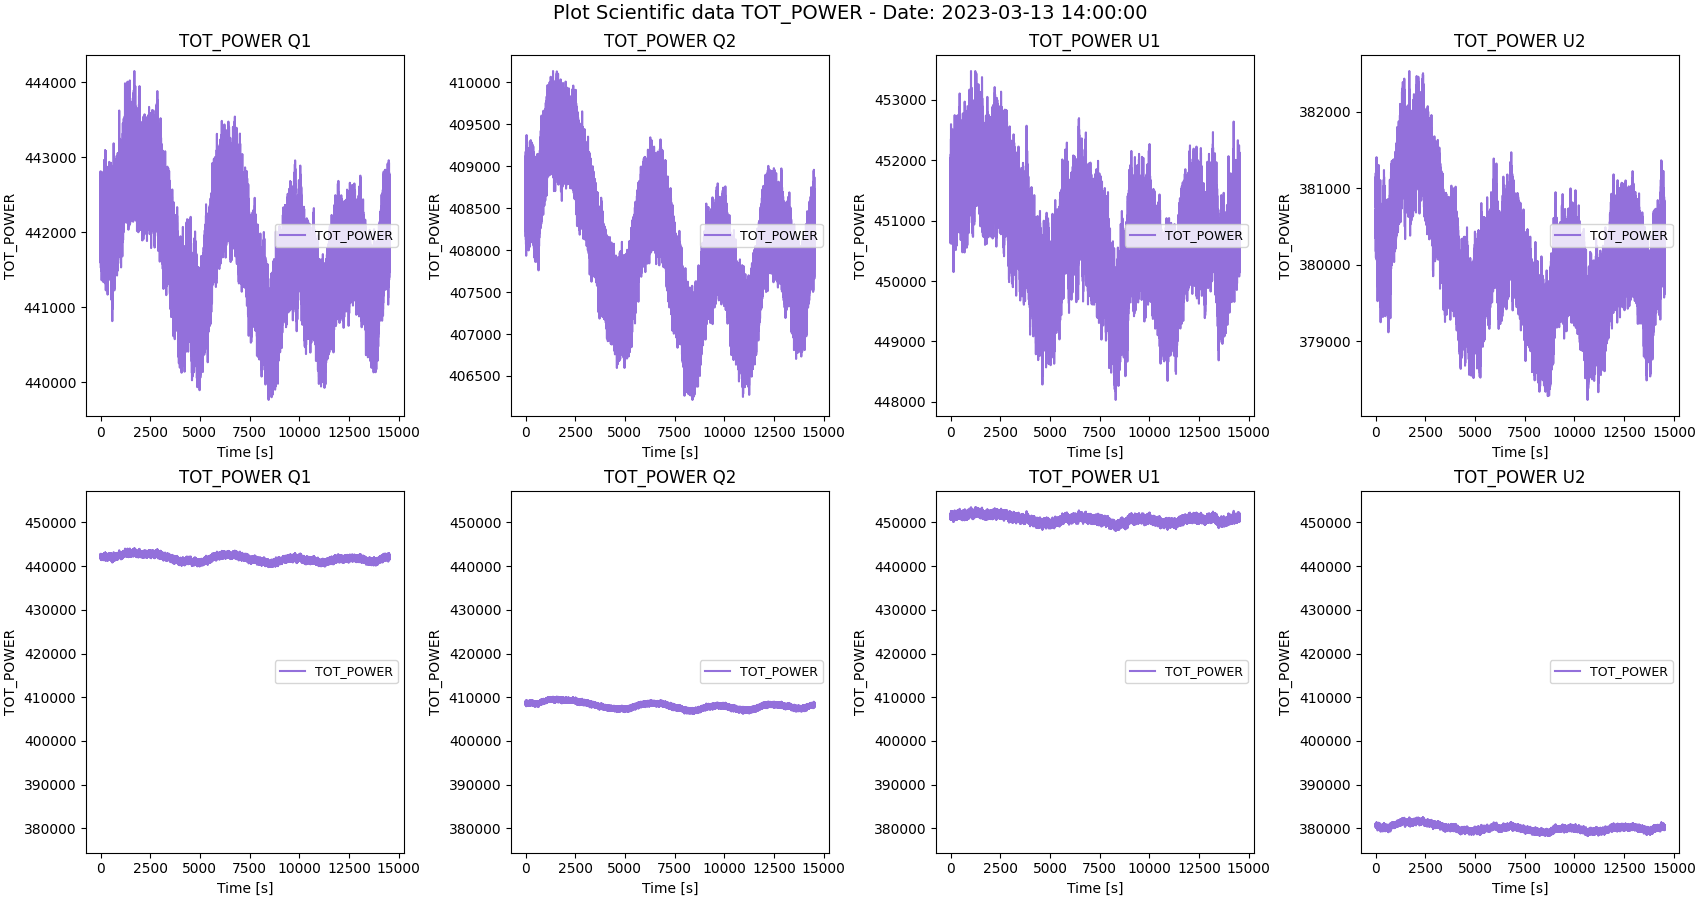 Plot Scientific data TOT_POWER - Date: 2023-03-13 14:00:00
TOT_POWER Q1
TOT_POWER
444000
443000
442000
441000
440000
TOT_POWER
0 2500 5000 7500 10000 12500 15000
Time [s]
TOT_POWER Q2
TOT_POWER
410000
409500
409000
408500
408000
407500
407000
406500
TOT_POWER
0 2500 5000 7500 10000 12500 15000
Time [s]
TOT_POWER U1
TOT_POWER
453000
452000
451000
450000
449000
448000
TOT_POWER
0 2500 5000 7500 10000 12500 15000
Time [s]
TOT_POWER U2
TOT_POWER
382000
381000
380000
379000
TOT_POWER
0 2500 5000 7500 10000 12500 15000
Time [s]
TOT_POWER Q1
TOT_POWER
450000
440000
430000
420000
410000
400000
390000
380000
TOT_POWER
0 2500 5000 7500 10000 12500 15000
Time [s]
TOT_POWER Q2
TOT_POWER
450000
440000
430000
420000
410000
400000
390000
380000
TOT_POWER
0 2500 5000 7500 10000 12500 15000
Time [s]
TOT_POWER U1
TOT_POWER
450000
440000
430000
420000
410000
400000
390000
380000
TOT_POWER
0 2500 5000 7500 10000 12500 15000
Time [s]
TOT_POWER U2
TOT_POWER
450000
440000
430000
420000
410000
400000
390000
380000
TOT_POWER
0 2500 5000 7500 10000 12500 15000
Time [s]